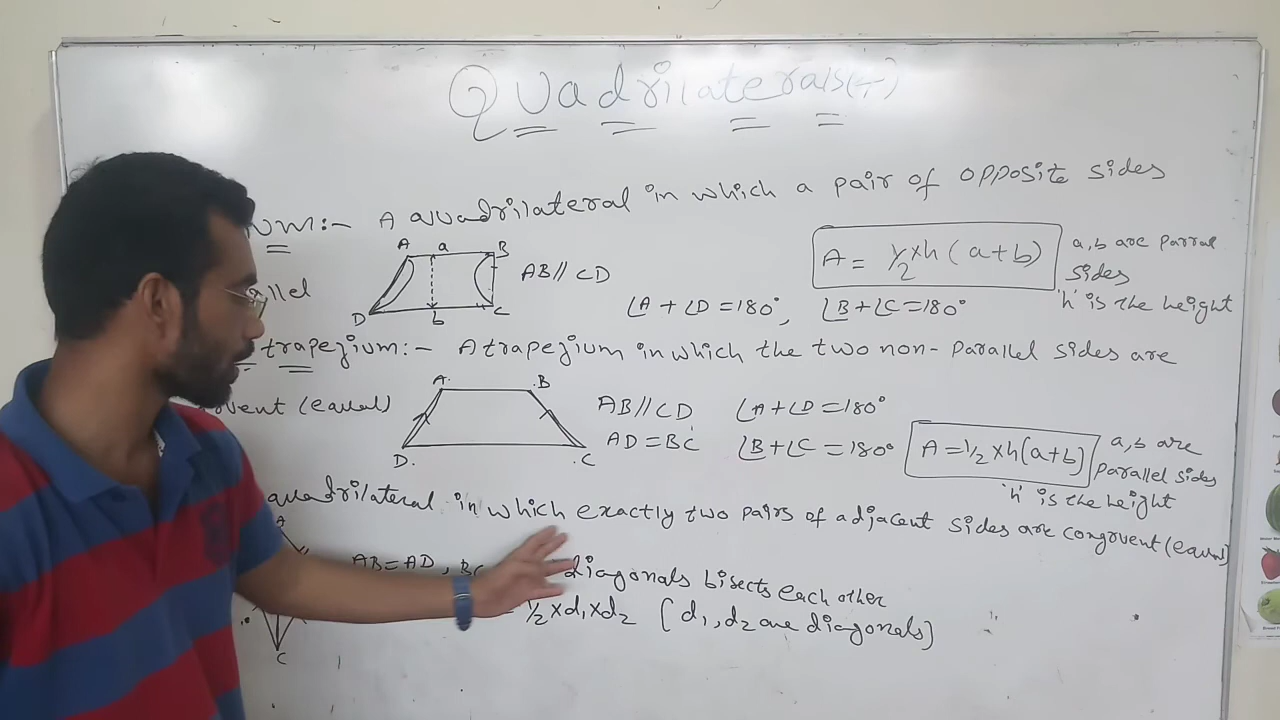 Quadrilaterals(T)
um:- A quadrilateral in which a pair of opposite sides
allel
A a B
D b C
AB//CD
∠A + ∠D = 180°, ∠B + ∠C = 180°
A = 1/2 x h (a+b)
a,b are parral
sides
'h' is the height
trapezium:- A trapezium in which the two non-Parallel sides are
(equal)
A B
D C
AB//CD ∠A + ∠D = 180°
AD = BC ∠B + ∠C = 180°
A = 1/2 x h(a+b)
a,b are
parallel sides
'h' is the height
quadrilateral in which exactly two pairs of adjacent sides are congruent (equal)
A
C
AB = AD, BC diagonals bisects each other
1/2 x d1 x d2 [d1, d2 are diagonals]